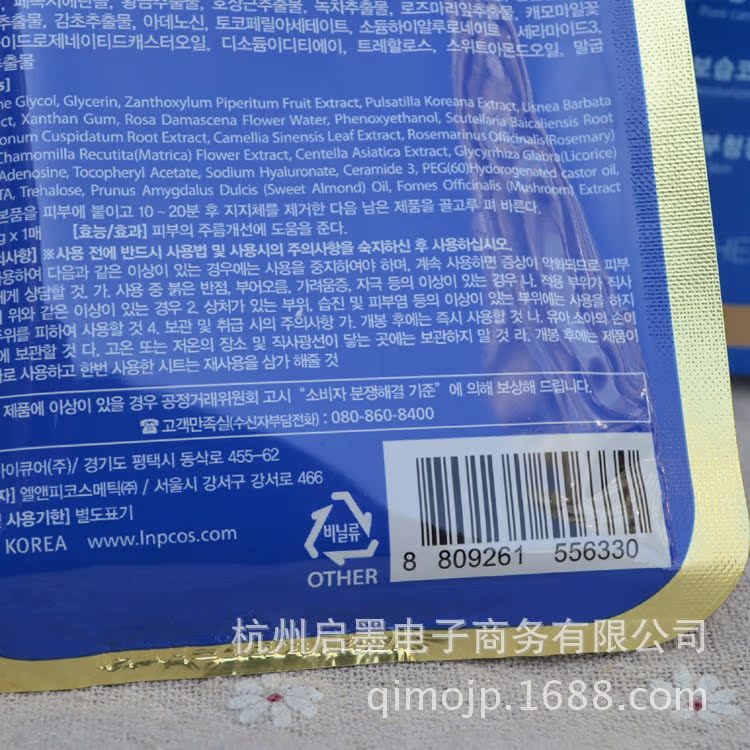 감초추출물, 아데노신, 토코페릴아세테이트, 소듐하이알루로네이트, 세라마이드3,
이드로제네이티드캐스터오일, 디소듐이디티에이, 트레할로스, 스위트아몬드오일, 말굽
추출물
ne Glycol, Glycerin, Zanthoxylum Piperitum Fruit Extract, Pulsatilla Koreana Extract, Usnea Barbata
ct, Xanthan Gum, Rosa Damascena Flower Water, Phenoxyethanol, Scutellaria Baicaliensis Root
onum Cuspidatum Root Extract, Camellia Sinensis Leaf Extract, Rosemarinus Officinalis(Rosemary)
Chamomilla Recutita(Matrica) Flower Extract, Centella Asiatica Extract, Glycyrrhiza Glabra(Licorice)
Adenosine, Tocopheryl Acetate, Sodium Hyaluronate, Ceramide 3, PEG(60)Hydorogenated castor oil,
TA, Trehalose, Prunus Amygdalus Dulcis (Sweet Almond) Oil, Fomes Officinalis (Mushroom) Extract
본품을 피부에 붙이고 10 ~ 20분 후 지지체를 제거한 다음 남은 제품을 골고루 펴 바른다.
g x 1매 [효능/효과] 피부의 주름개선에 도움을 준다.
의사항] ※사용 전에 반드시 사용법 및 사용시의 주의사항을 숙지하신 후 사용하십시오.
용하여 다음과 같은 이상이 있는 경우에는 사용을 중지하여야 하며, 계속 사용하면 증상이 악화되므로 피부
에게 상담할 것. 가. 사용 중 붉은 반점, 부어오름, 가려움증, 자극 등의 이상이 있는 경우 나. 적용 부위가 직사
위와 같은 이상이 있는 경우 2. 상처가 있는 부위, 습진 및 피부염 등의 이상이 있는 부위에는 사용을 하지
위를 피하여 사용할 것 4. 보관 및 취급 시의 주의사항 가. 개봉 후에는 즉시 사용할 것 나. 유아소아의 손이
에 보관할 것 다. 고온 또는 저온의 장소 및 직사광선이 닿는 곳에는 보관하지 말 것 라. 개봉 후에는 제품이
로 사용하고 한번 사용한 시트는 재사용을 삼가 해줄 것
제품에 이상이 있을 경우 공정거래위원회 고시 "소비자 분쟁해결 기준"에 의해 보상해 드립니다.
☎고객만족실(수신자부담전화) : 080-860-8400
아이큐어(주)/ 경기도 평택시 동삭로 455-62
자] 엘앤피코스메틱㈜ / 서울시 강서구 강서로 466
사용기한] 별도표기
KOREA www.lnpcos.com
비닐류
OTHER
8 809261 556330
杭州启墨电子商务有限公司
qimojp.1688.com